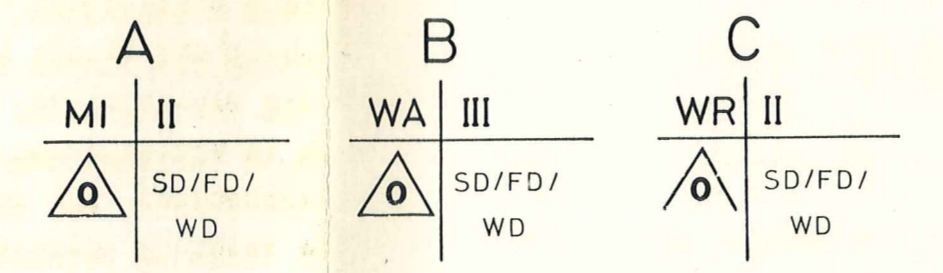 A
MI II
0 SD/FD/
WD
B
WA III
0 SD/FD/
WD
C
WR II
0 SD/FD/
WD